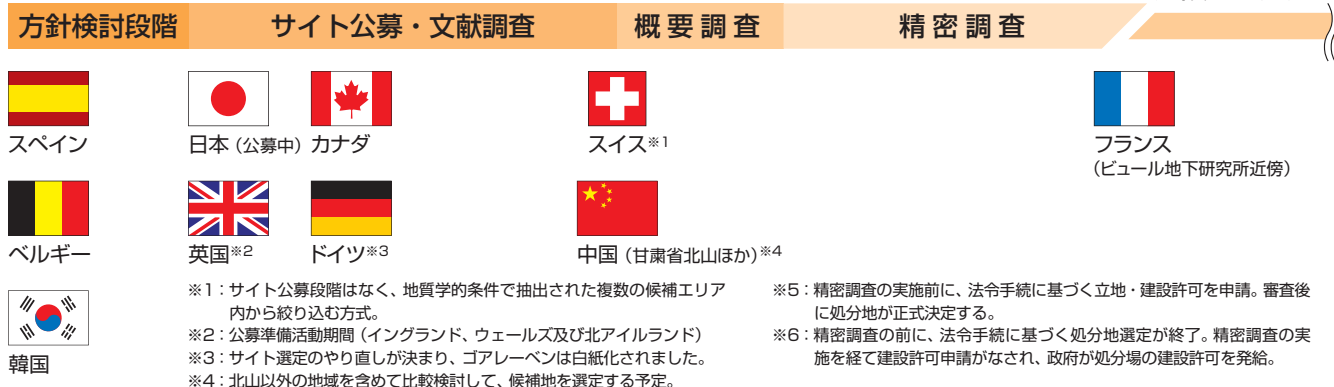 方針検討段階 サイト公募・文献調査 概要調査 精密調査
スペイン 日本（公募中） カナダ スイス※1 フランス
（ビュール地下研究所近傍）
ベルギー 英国※2 ドイツ※3 中国（甘粛省北山ほか）※4
韓国
※1：サイト公募段階はなく、地質学的条件で抽出された複数の候補エリア
内から絞り込む方式。
※2：公募準備活動期間（イングランド、ウェールズ及び北アイルランド）
※3：サイト選定のやり直しが決まり、ゴアレーベンは白紙化されました。
※4：北山以外の地域を含めて比較検討して、候補地を選定する予定。
※5：精密調査の実施前に、法令手続に基づく立地・建設許可を申請。審査後
に処分地が正式決定する。
※6：精密調査の前に、法令手続に基づく処分地選定が終了。精密調査の実
施を経て建設許可申請がなされ、政府が処分場の建設許可を発給。